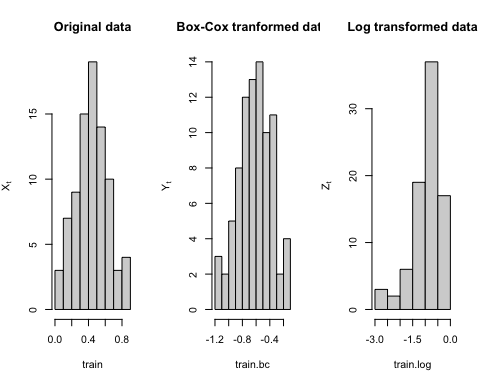 Original data
Box-Cox tranformed dat
Log transformed data
Xt
15
10
5
0
0.0 0.4 0.8
train
Yt
14
12
10
8
6
4
2
0
-1.2 -0.8 -0.4
train.bc
Zt
30
20
10
0
-3.0 -1.5 0.0
train.log